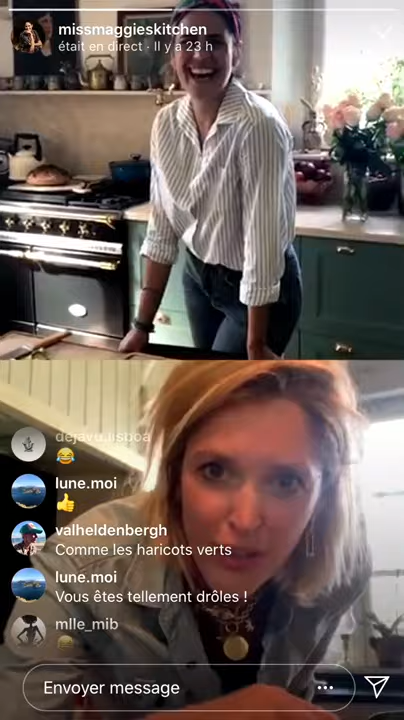 missmaggieskitchen
était en direct · Il y a 23 h
dejavu.lisboa
😂
lune.moi
👍
valheldenbergh
Comme les haricots verts
lune.moi
Vous êtes tellement drôles !
mlle_mib
😂
Envoyer message